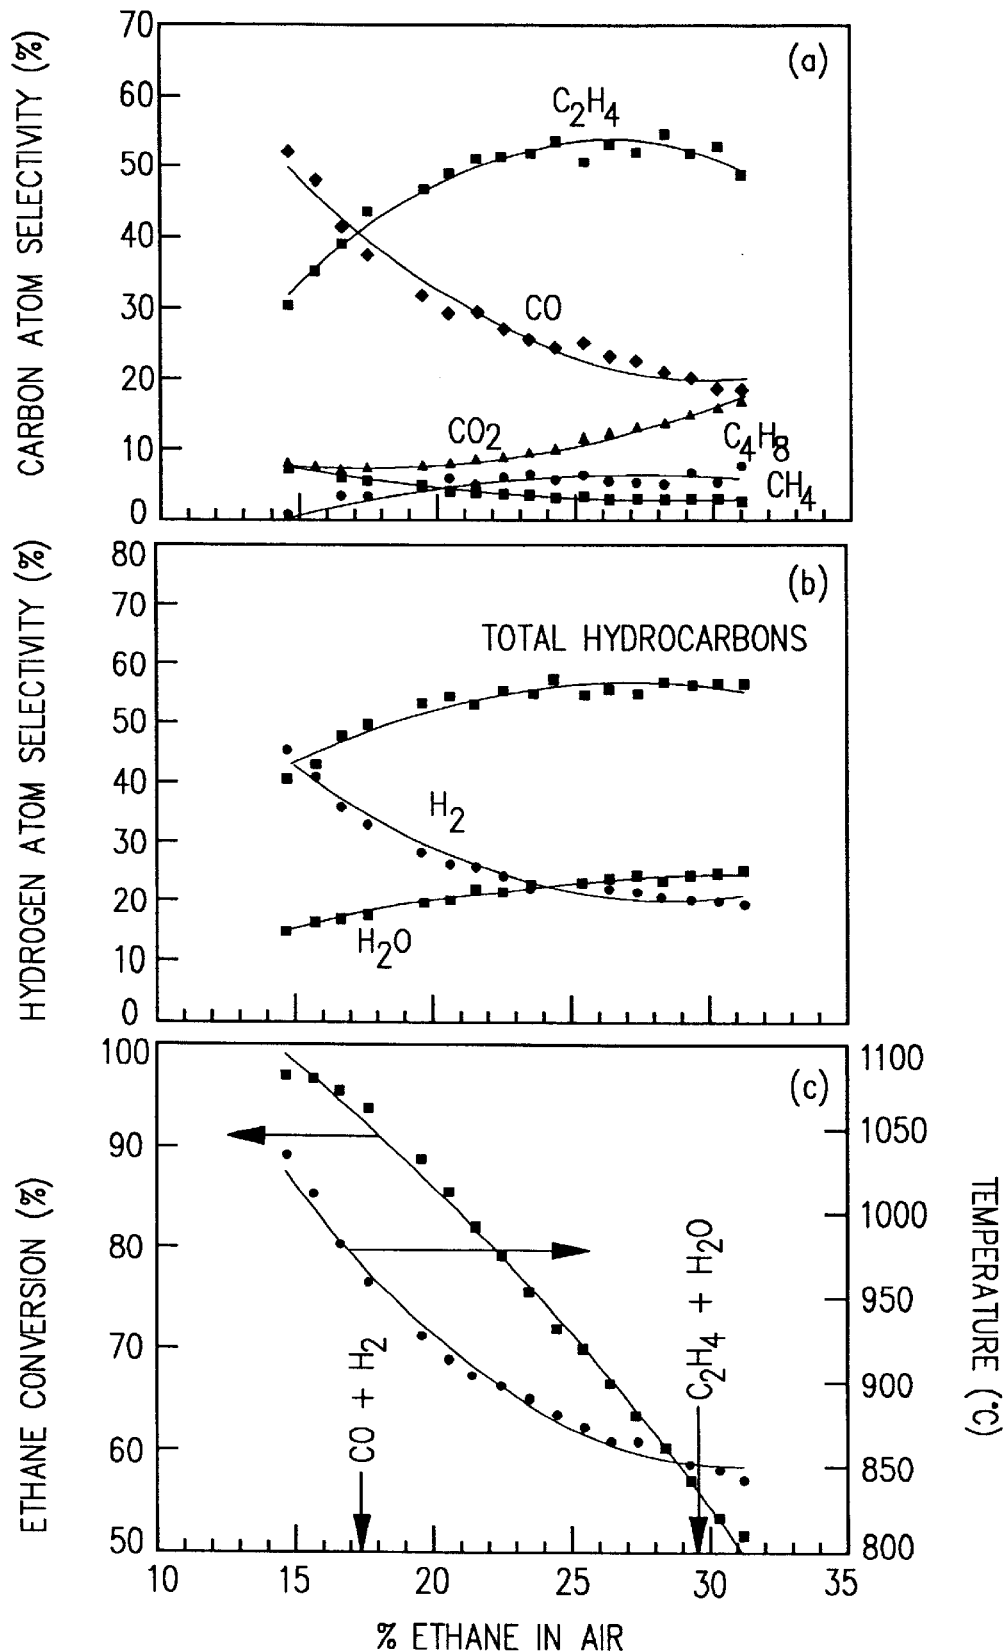 CARBON ATOM SELECTIVITY (%)
70
60
50
40
30
20
10
0
(a)
C2H4
CO
CO2
C4H8
CH4
HYDROGEN ATOM SELECTIVITY (%)
80
70
60
50
40
30
20
10
0
(b)
TOTAL HYDROCARBONS
H2
H2O
ETHANE CONVERSION (%)
100
90
80
70
60
50
(c)
CO + H2
C2H4 + H2O
1100
1050
1000
950
900
850
800
TEMPERATURE (°C)
10 15 20 25 30 35
% ETHANE IN AIR